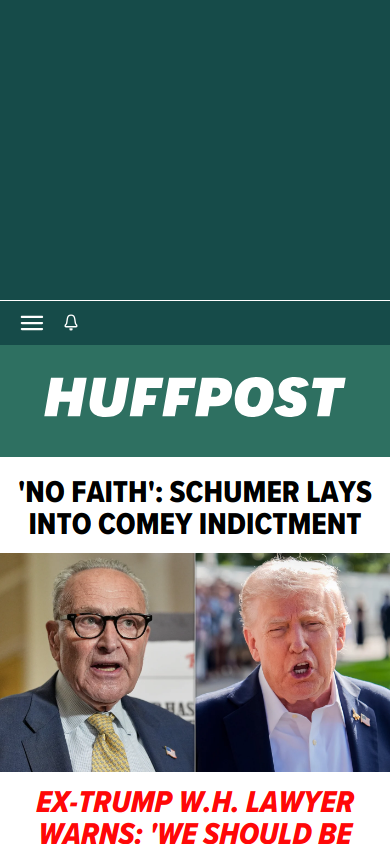 HUFFPOST
'NO FAITH': SCHUMER LAYS
INTO COMEY INDICTMENT
EX-TRUMP W.H. LAWYER
WARNS: 'WE SHOULD BE